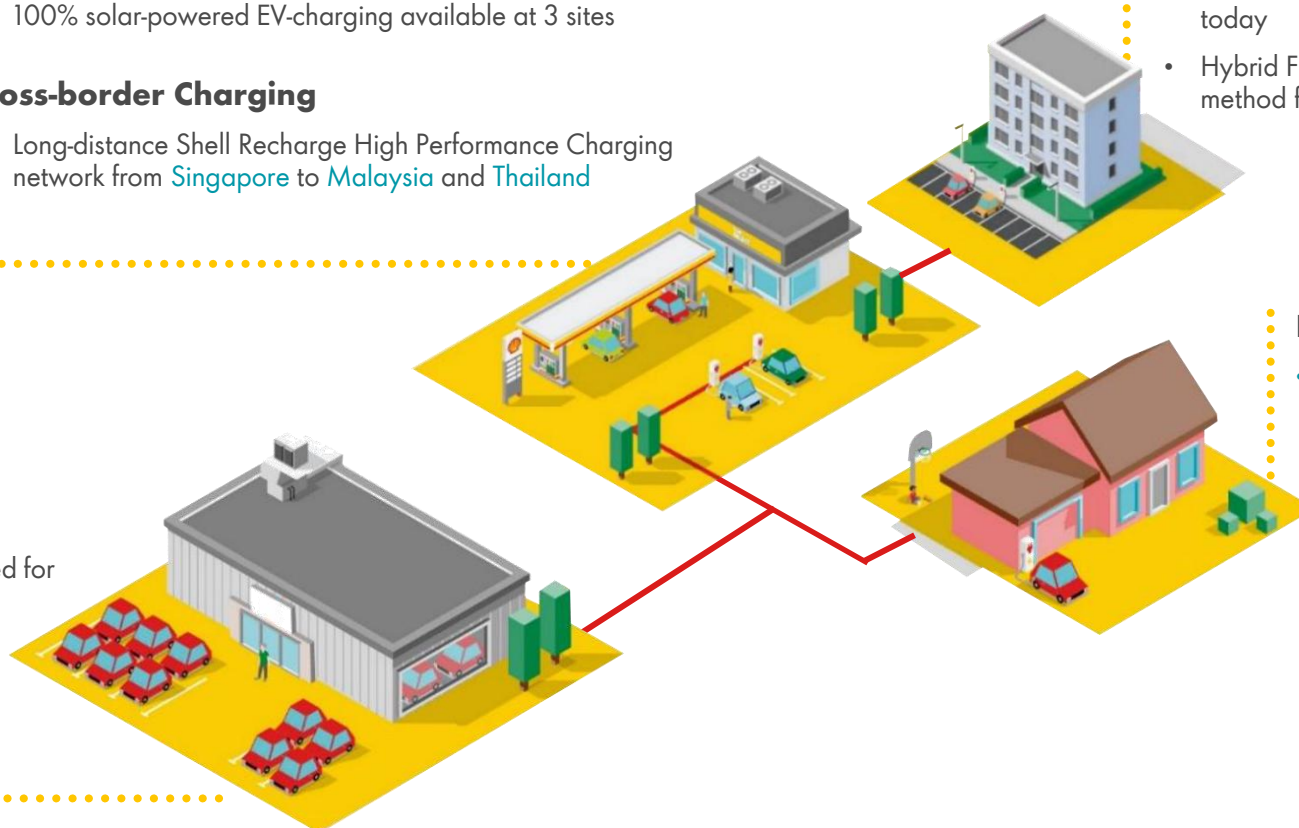 100% solar-powered EV-charging available at 3 sites
oss-border Charging
Long-distance Shell Recharge High Performance Charging
network from Singapore to Malaysia and Thailand
today
• Hybrid F
method f
ed for